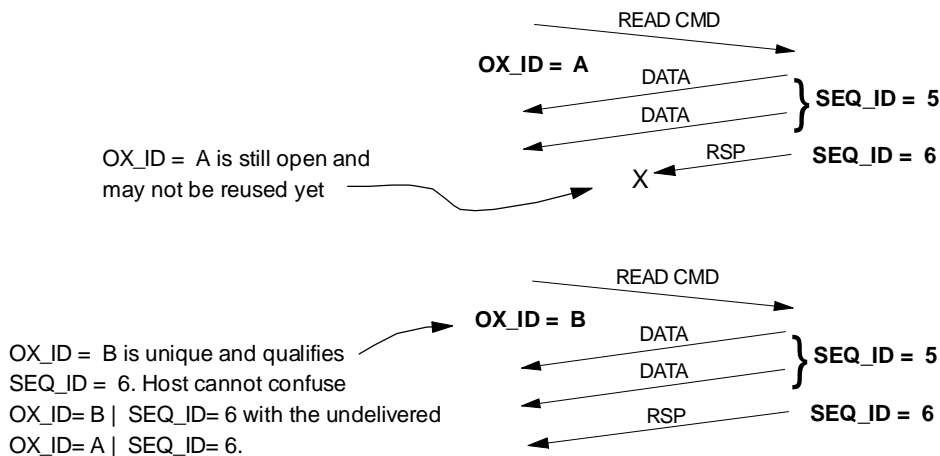 READ CMD
OX_ID = A
DATA
SEQ_ID = 5
DATA
RSP
SEQ_ID = 6
X
OX_ID = A is still open and
may not be reused yet
READ CMD
OX_ID = B
DATA
SEQ_ID = 5
DATA
RSP
SEQ_ID = 6
OX_ID = B is unique and qualifies
SEQ_ID = 6. Host cannot confuse
OX_ID= B | SEQ_ID= 6 with the undelivered
OX_ID= A | SEQ_ID= 6.